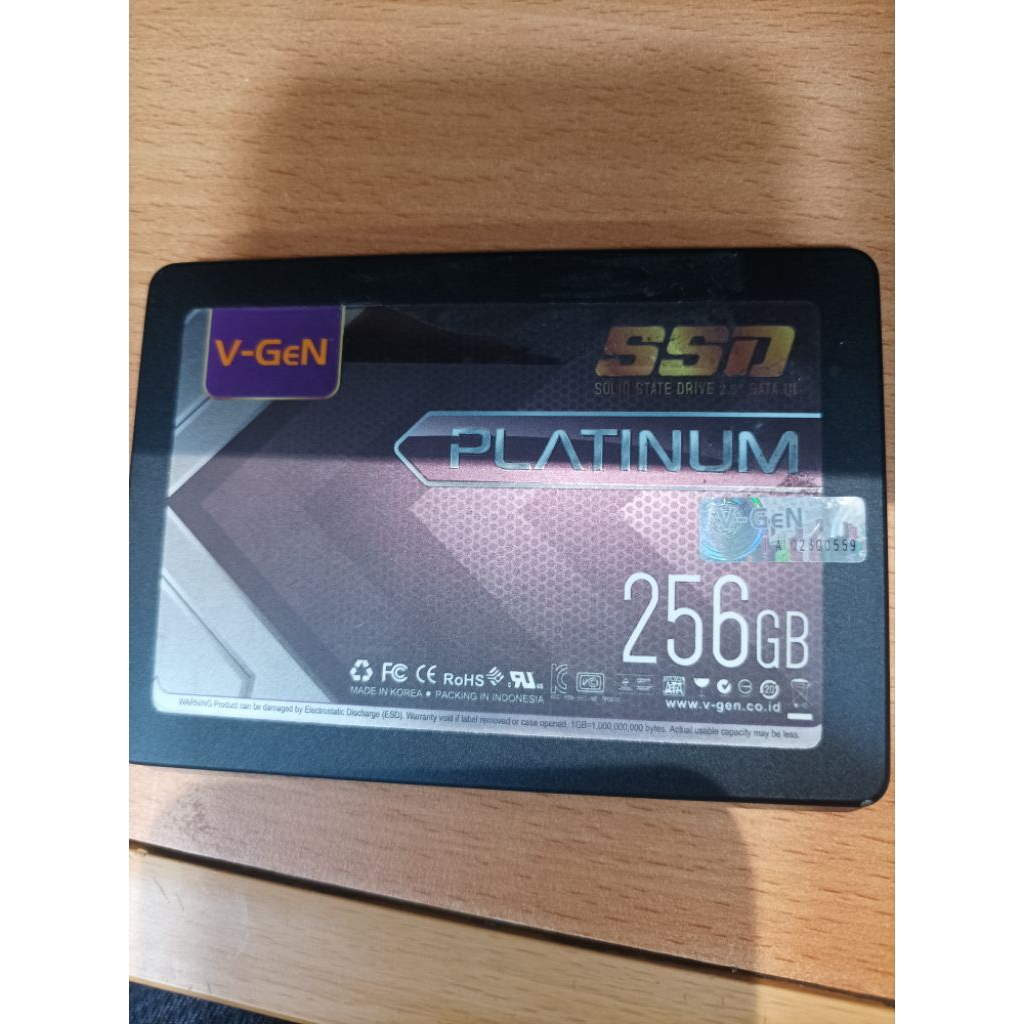 V-GeN
SSD
SOLID STATE DRIVE 2.5" SATA III
PLATINUM
V-GeN
256GB
FC CE RoHS
MADE IN KOREA ● PACKING IN INDONESIA
SATA
20
www.v-gen.co.id
WARNING Product can be damaged by Electrostatic Discharge (ESD). Warranty void if label removed or case opened. 1GB=1,000,000,000 bytes. Actual usable capacity may be less.